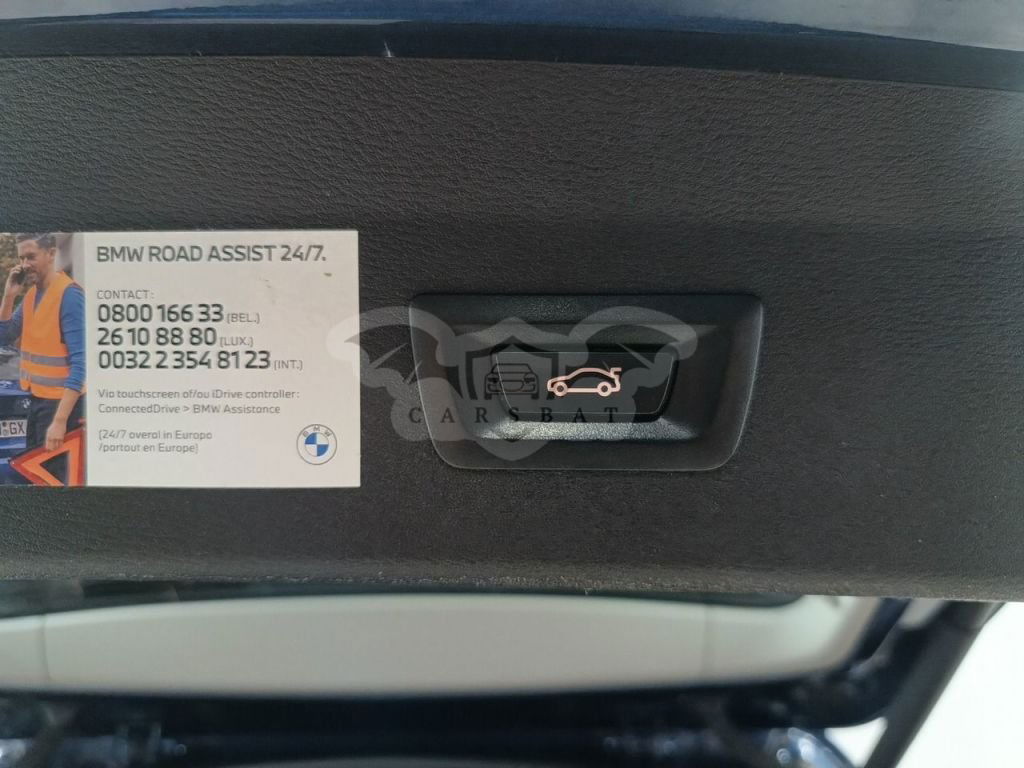 BMW ROAD ASSIST 24/7.
CONTACT:
0800 166 33 (BEL.)
26 10 88 80 (LUX.)
0032 2 354 81 23 (INT.)
Via touchscreen of/ou iDrive controller:
ConnectedDrive > BMW Assistance
(24/7 overal in Europa
/partout en Europe)
BMW
GX
CARSBAT